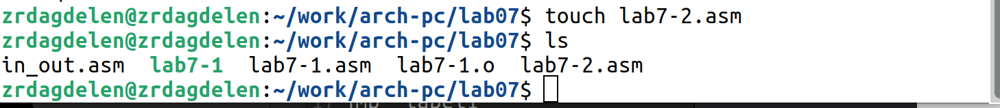 zrdagdelen@zrdagdelen:~/work/arch-pc/lab07$ touch lab7-2.asm
zrdagdelen@zrdagdelen:~/work/arch-pc/lab07$ ls
in_out.asm  lab7-1  lab7-1.asm  lab7-1.o  lab7-2.asm
zrdagdelen@zrdagdelen:~/work/arch-pc/lab07$